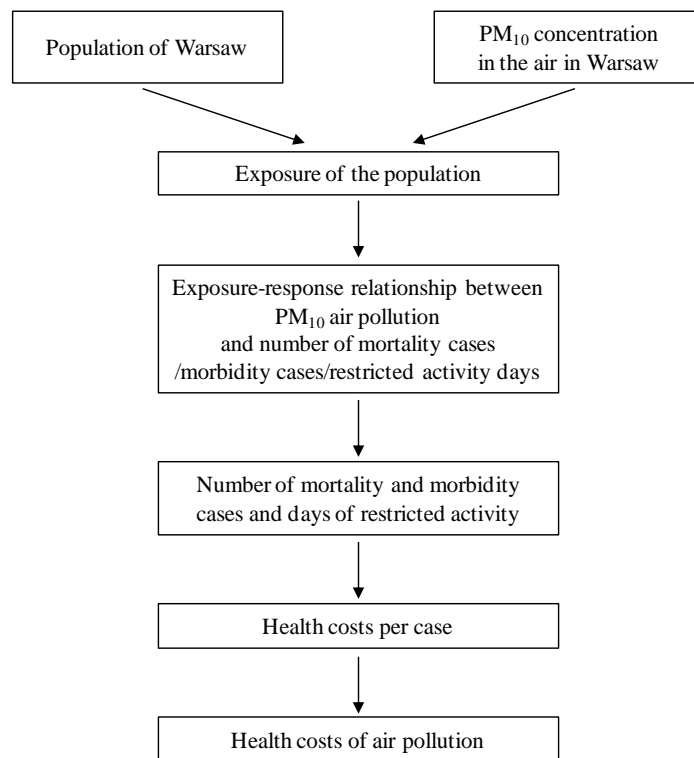 Population of Warsaw
PM₁₀ concentration
in the air in Warsaw
Exposure of the population
Exposure-response relationship between
PM₁₀ air pollution
and number of mortality cases
/morbidity cases/restricted activity days
Number of mortality and morbidity
cases and days of restricted activity
Health costs per case
Health costs of air pollution